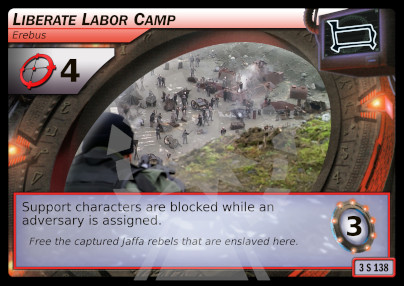 LIBERATE LABOR CAMP
Erebus
4
Support characters are blocked while an
adversary is assigned.
Free the captured Jaffa rebels that are enslaved here.
3
3 S 138